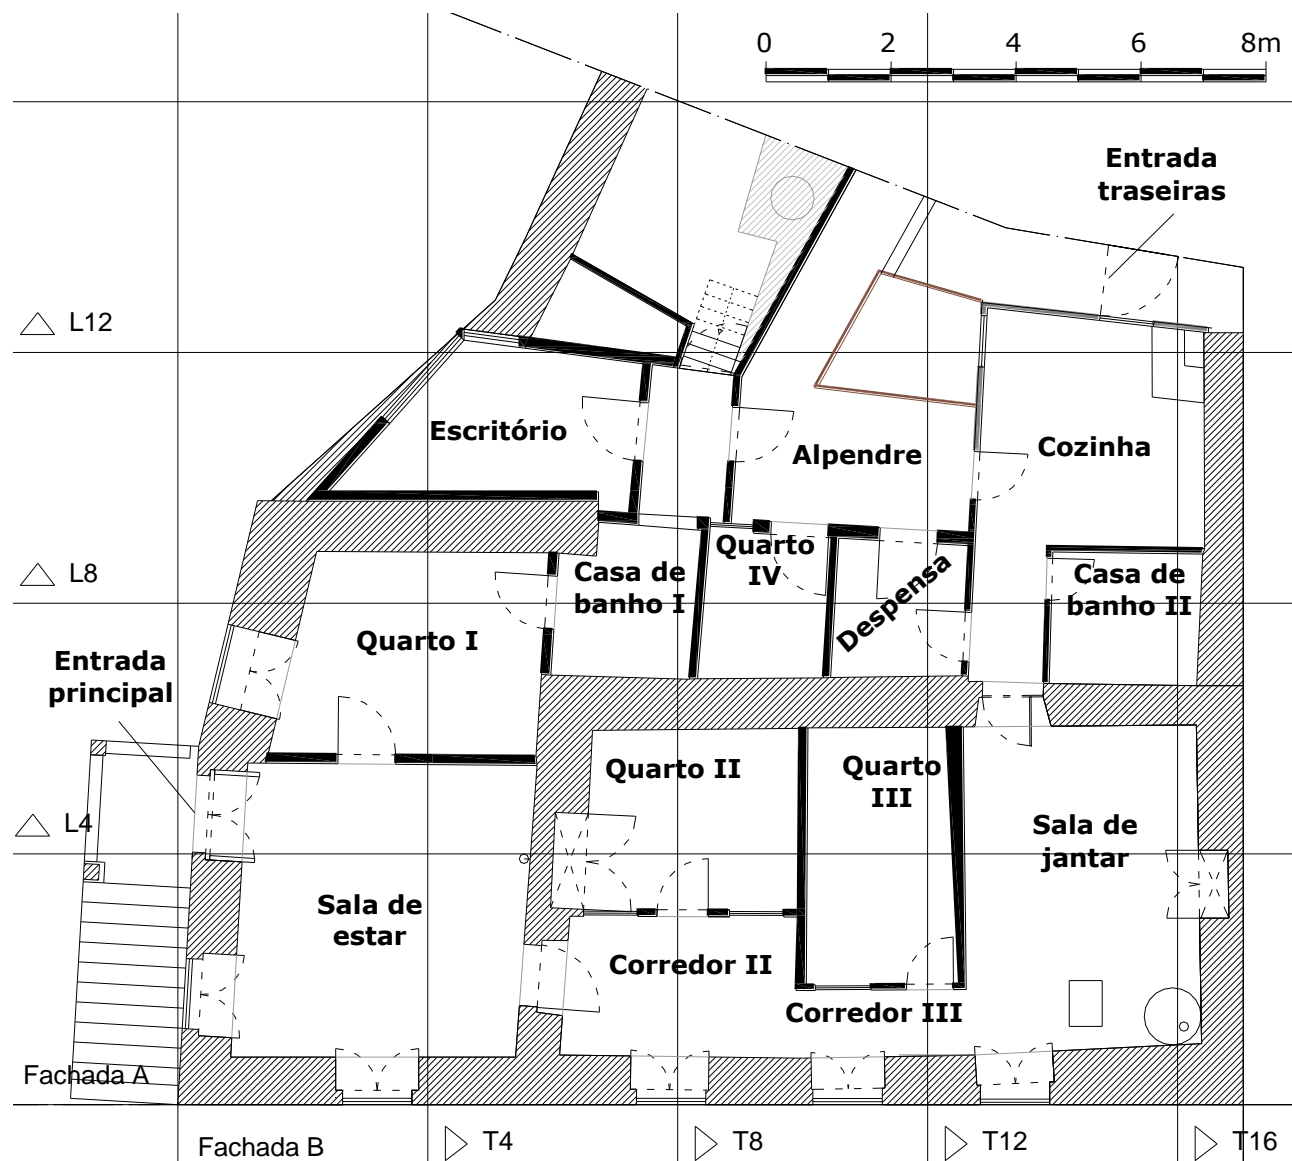 0 2 4 6 8m
Entrada
traseiras
L12
Escritório
Alpendre
Cozinha
Quarto
IV
L8
Casa de
banho I
Despensa
Casa de
banho II
Quarto I
Entrada
principal
Quarto II
Quarto
III
L4
Sala de
jantar
Sala de
estar
Corredor II
Corredor III
Fachada A
Fachada B
T4
T8
T12
T16